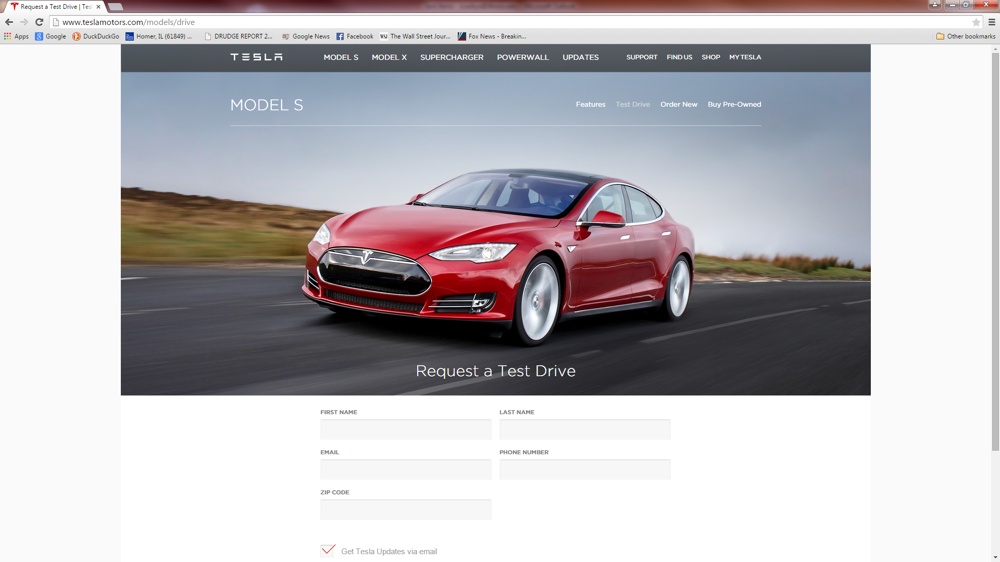 Request a Test Drive | Tesl
www.teslamotors.com/models/drive
Apps Google DuckDuckGo Homer, IL (61849) ... DRUDGE REPORT 2... Google News Facebook WSJ The Wall Street Jour... Fox News - Breakin... Other bookmarks
TESLA MODEL S MODEL X SUPERCHARGER POWERWALL UPDATES SUPPORT FIND US SHOP MY TESLA
MODEL S Features Test Drive Order New Buy Pre-Owned
Request a Test Drive
FIRST NAME LAST NAME
EMAIL PHONE NUMBER
ZIP CODE
Get Tesla Updates via email